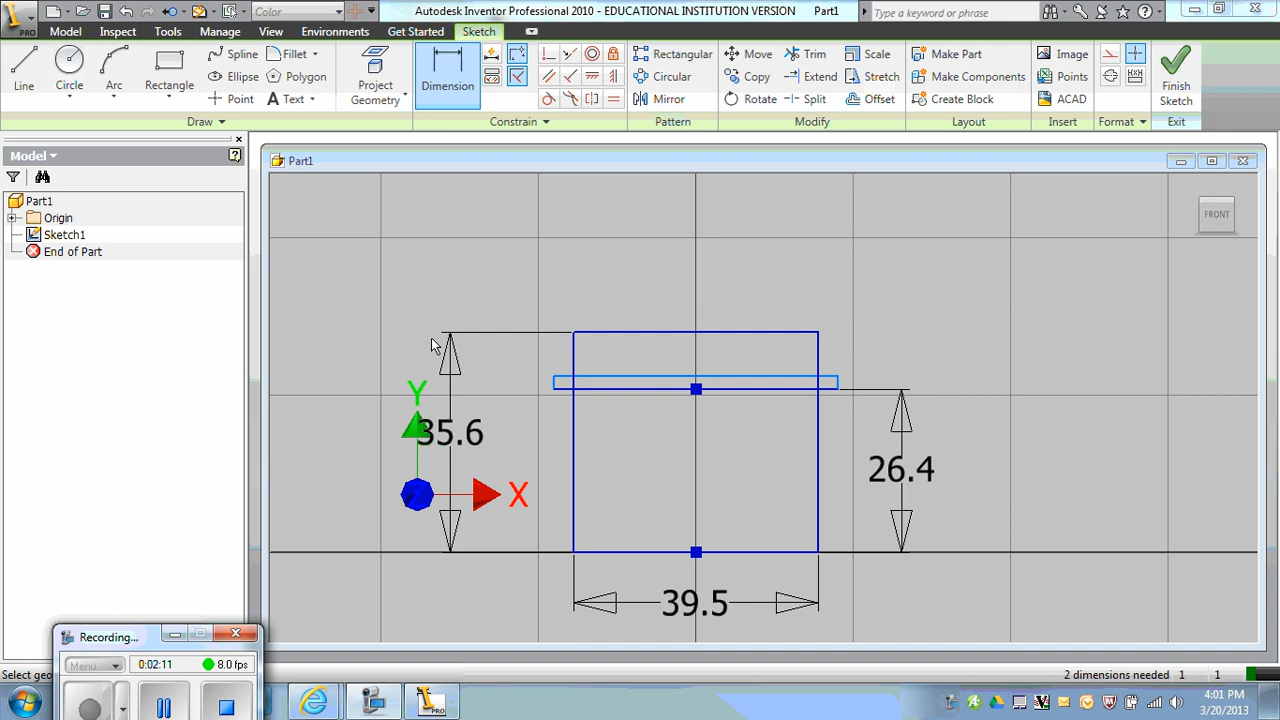 PRO
Color
Autodesk Inventor Professional 2010 - EDUCATIONAL INSTITUTION VERSION Part1
Type a keyword or phrase
Model Inspect Tools Manage View Environments Get Started Sketch
Line
Circle
Arc
Rectangle
Spline
Fillet
Ellipse
Polygon
Point
Text
Project
Geometry
Dimension
Rectangular
Circular
Mirror
Move
Copy
Rotate
Trim
Extend
Split
Scale
Stretch
Offset
Make Part
Make Components
Create Block
Image
Points
ACAD
Finish
Sketch
Draw
Constrain
Pattern
Modify
Layout
Insert
Format
Exit
Model
Part1
Origin
Sketch1
End of Part
Part1
FRONT
35.6
Y
Z
X
26.4
39.5
Recording...
Menu
0:02:11
8.0 fps
Select geo
2 dimensions needed 1 1
PRO
4:01 PM
3/20/2013